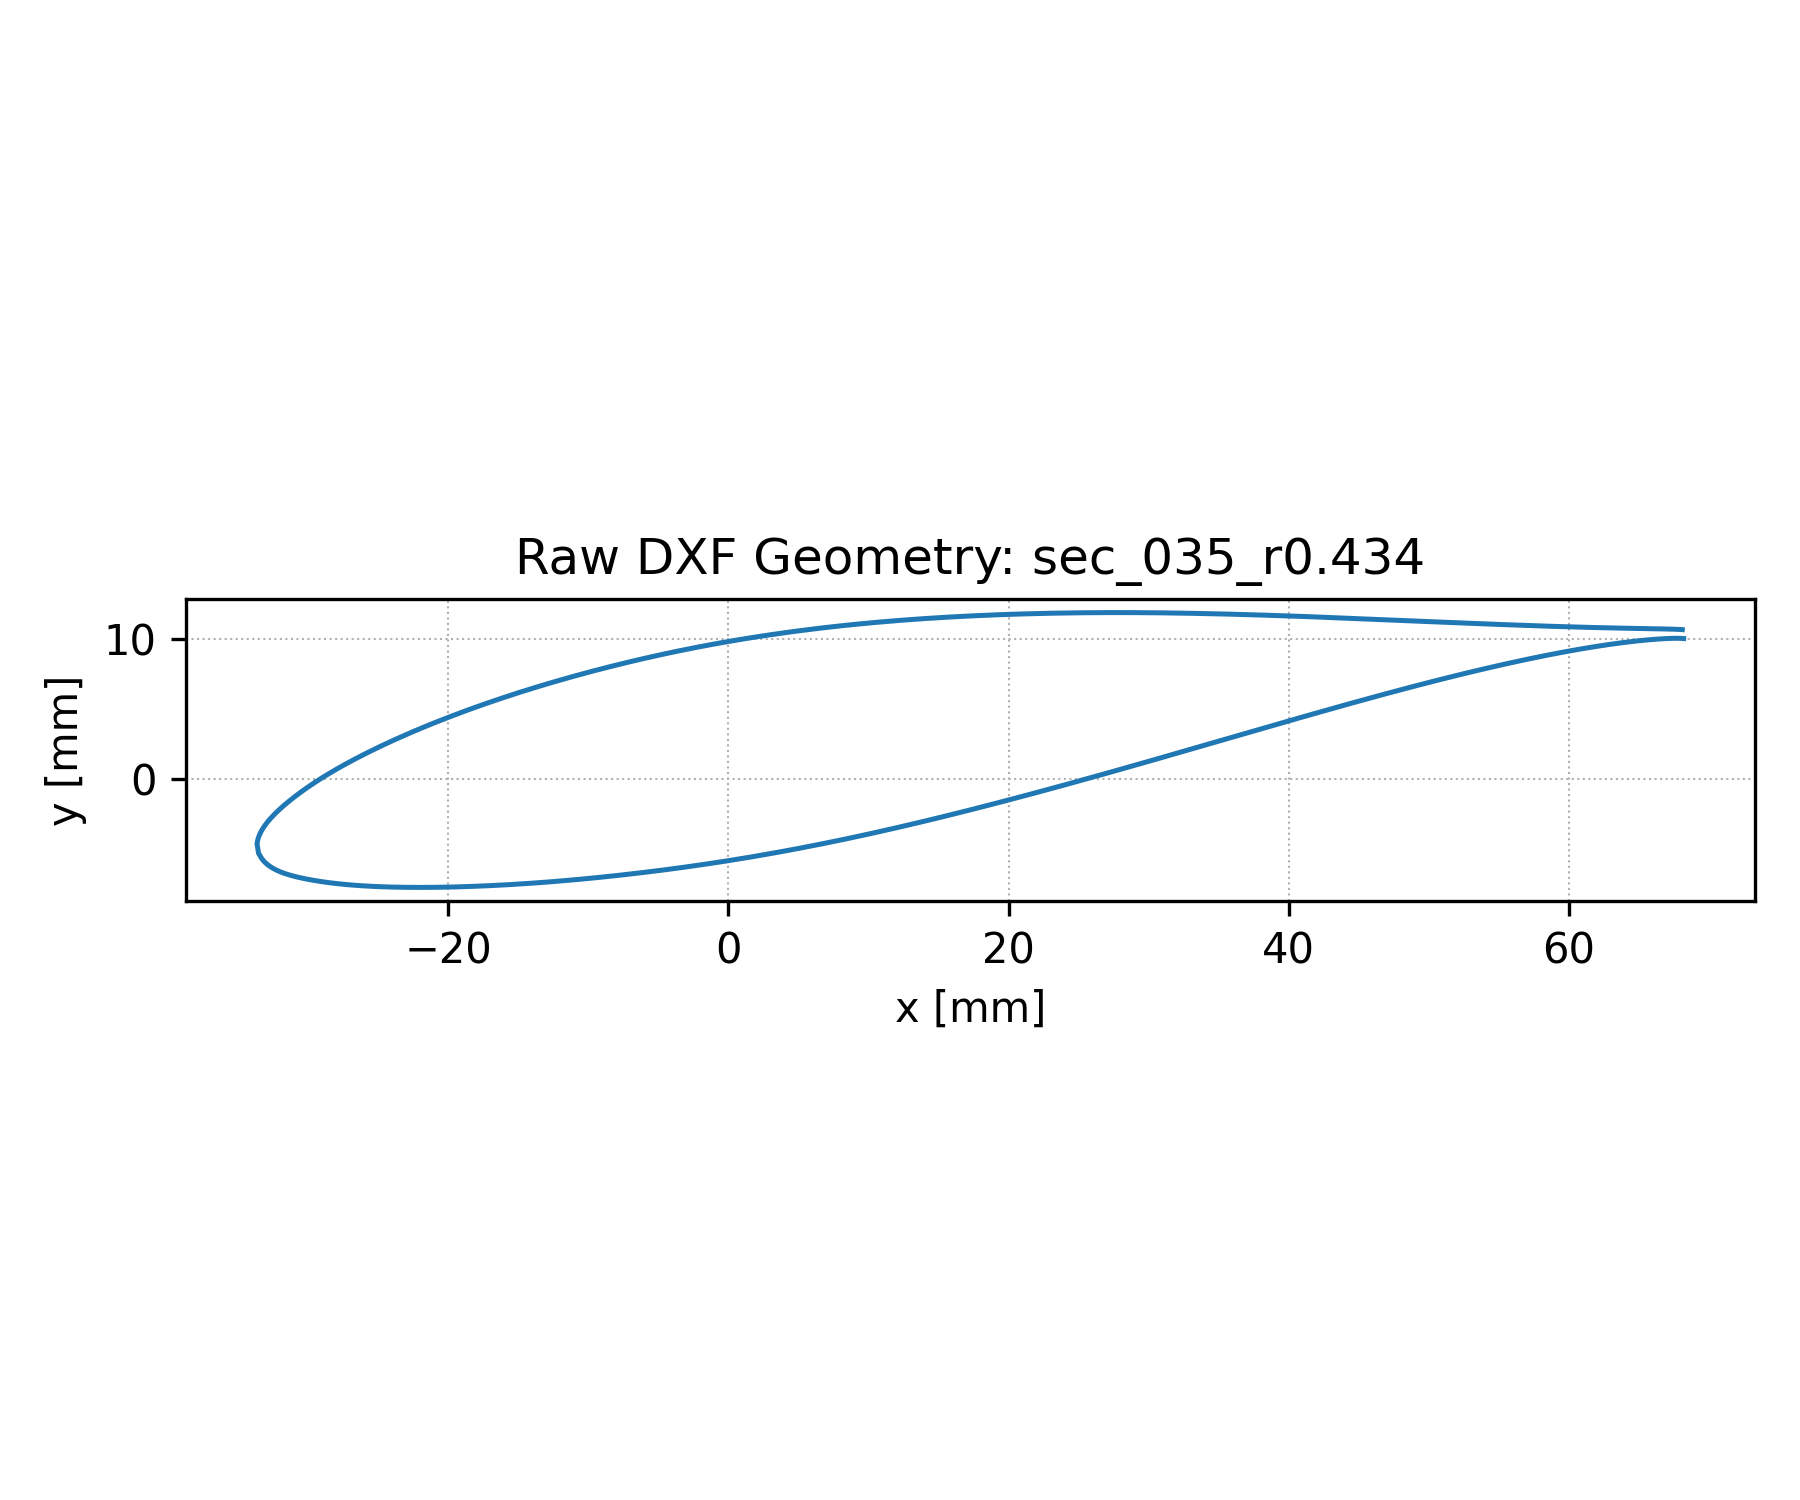 Raw DXF Geometry: sec_035_r0.434
10
0
y [mm]
−20 0 20 40 60
x [mm]